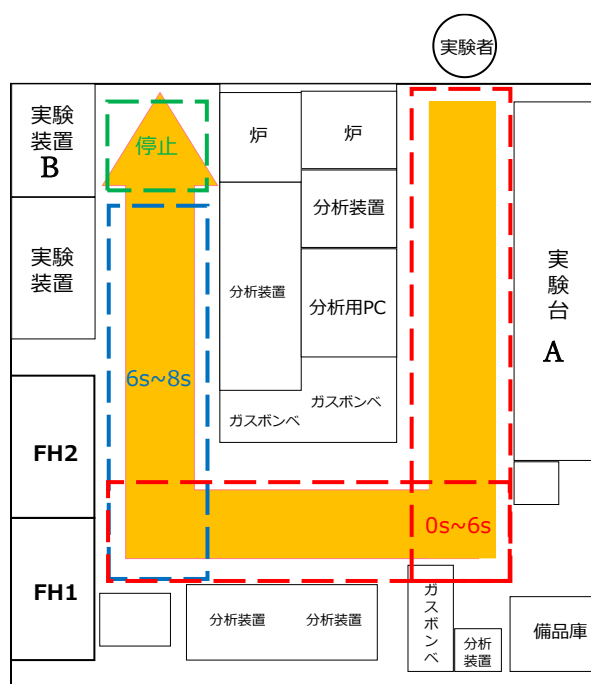 実験者
実験
装置
B
停止
炉
炉
分析装置
実験
装置
分析装置
分析用PC
実
験
台
A
6s~8s
ガスボンベ
ガスボンベ
FH2
0s~6s
FH1
ガ
ス
ボ
ン
ベ
分析装置
分析装置
分析
装置
備品庫